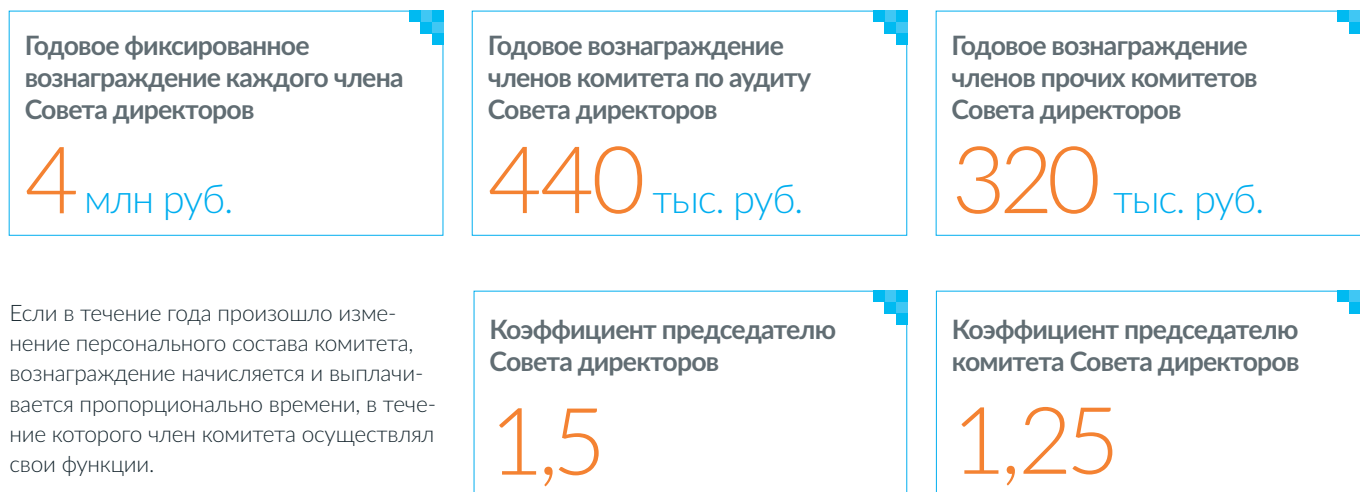 Годовое фиксированное
вознаграждение каждого члена
Совета директоров
4 млн руб.
Годовое вознаграждение
членов комитета по аудиту
Совета директоров
440 тыс. руб.
Годовое вознаграждение
членов прочих комитетов
Совета директоров
320 тыс. руб.
Если в течение года произошло изме-
нение персонального состава комитета,
вознаграждение начисляется и выплачи-
вается пропорционально времени, в тече-
ние которого член комитета осуществлял
свои функции.
Коэффициент председателю
Совета директоров
1,5
Коэффициент председателю
комитета Совета директоров
1,25